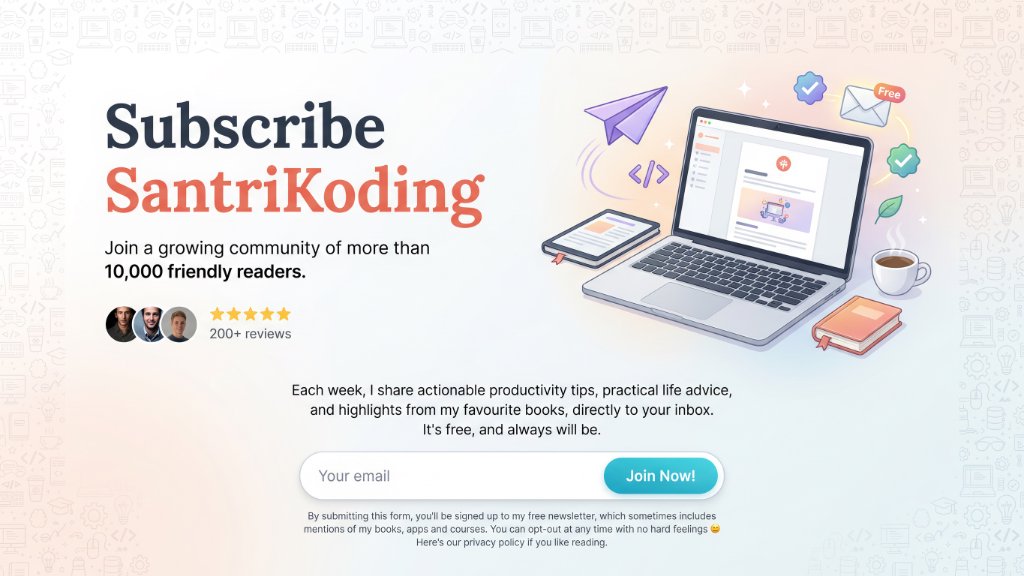 Subscribe
SantriKoding
Join a growing community of more than
10,000 friendly readers.
200+ reviews
Free
</>
Each week, I share actionable productivity tips, practical life advice,
and highlights from my favourite books, directly to your inbox.
It's free, and always will be.
Your email
Join Now!
By submitting this form, you'll be signed up to my free newsletter, which sometimes includes
mentions of my books, apps and courses. You can opt-out at any time with no hard feelings 😄
Here's our privacy policy if you like reading.